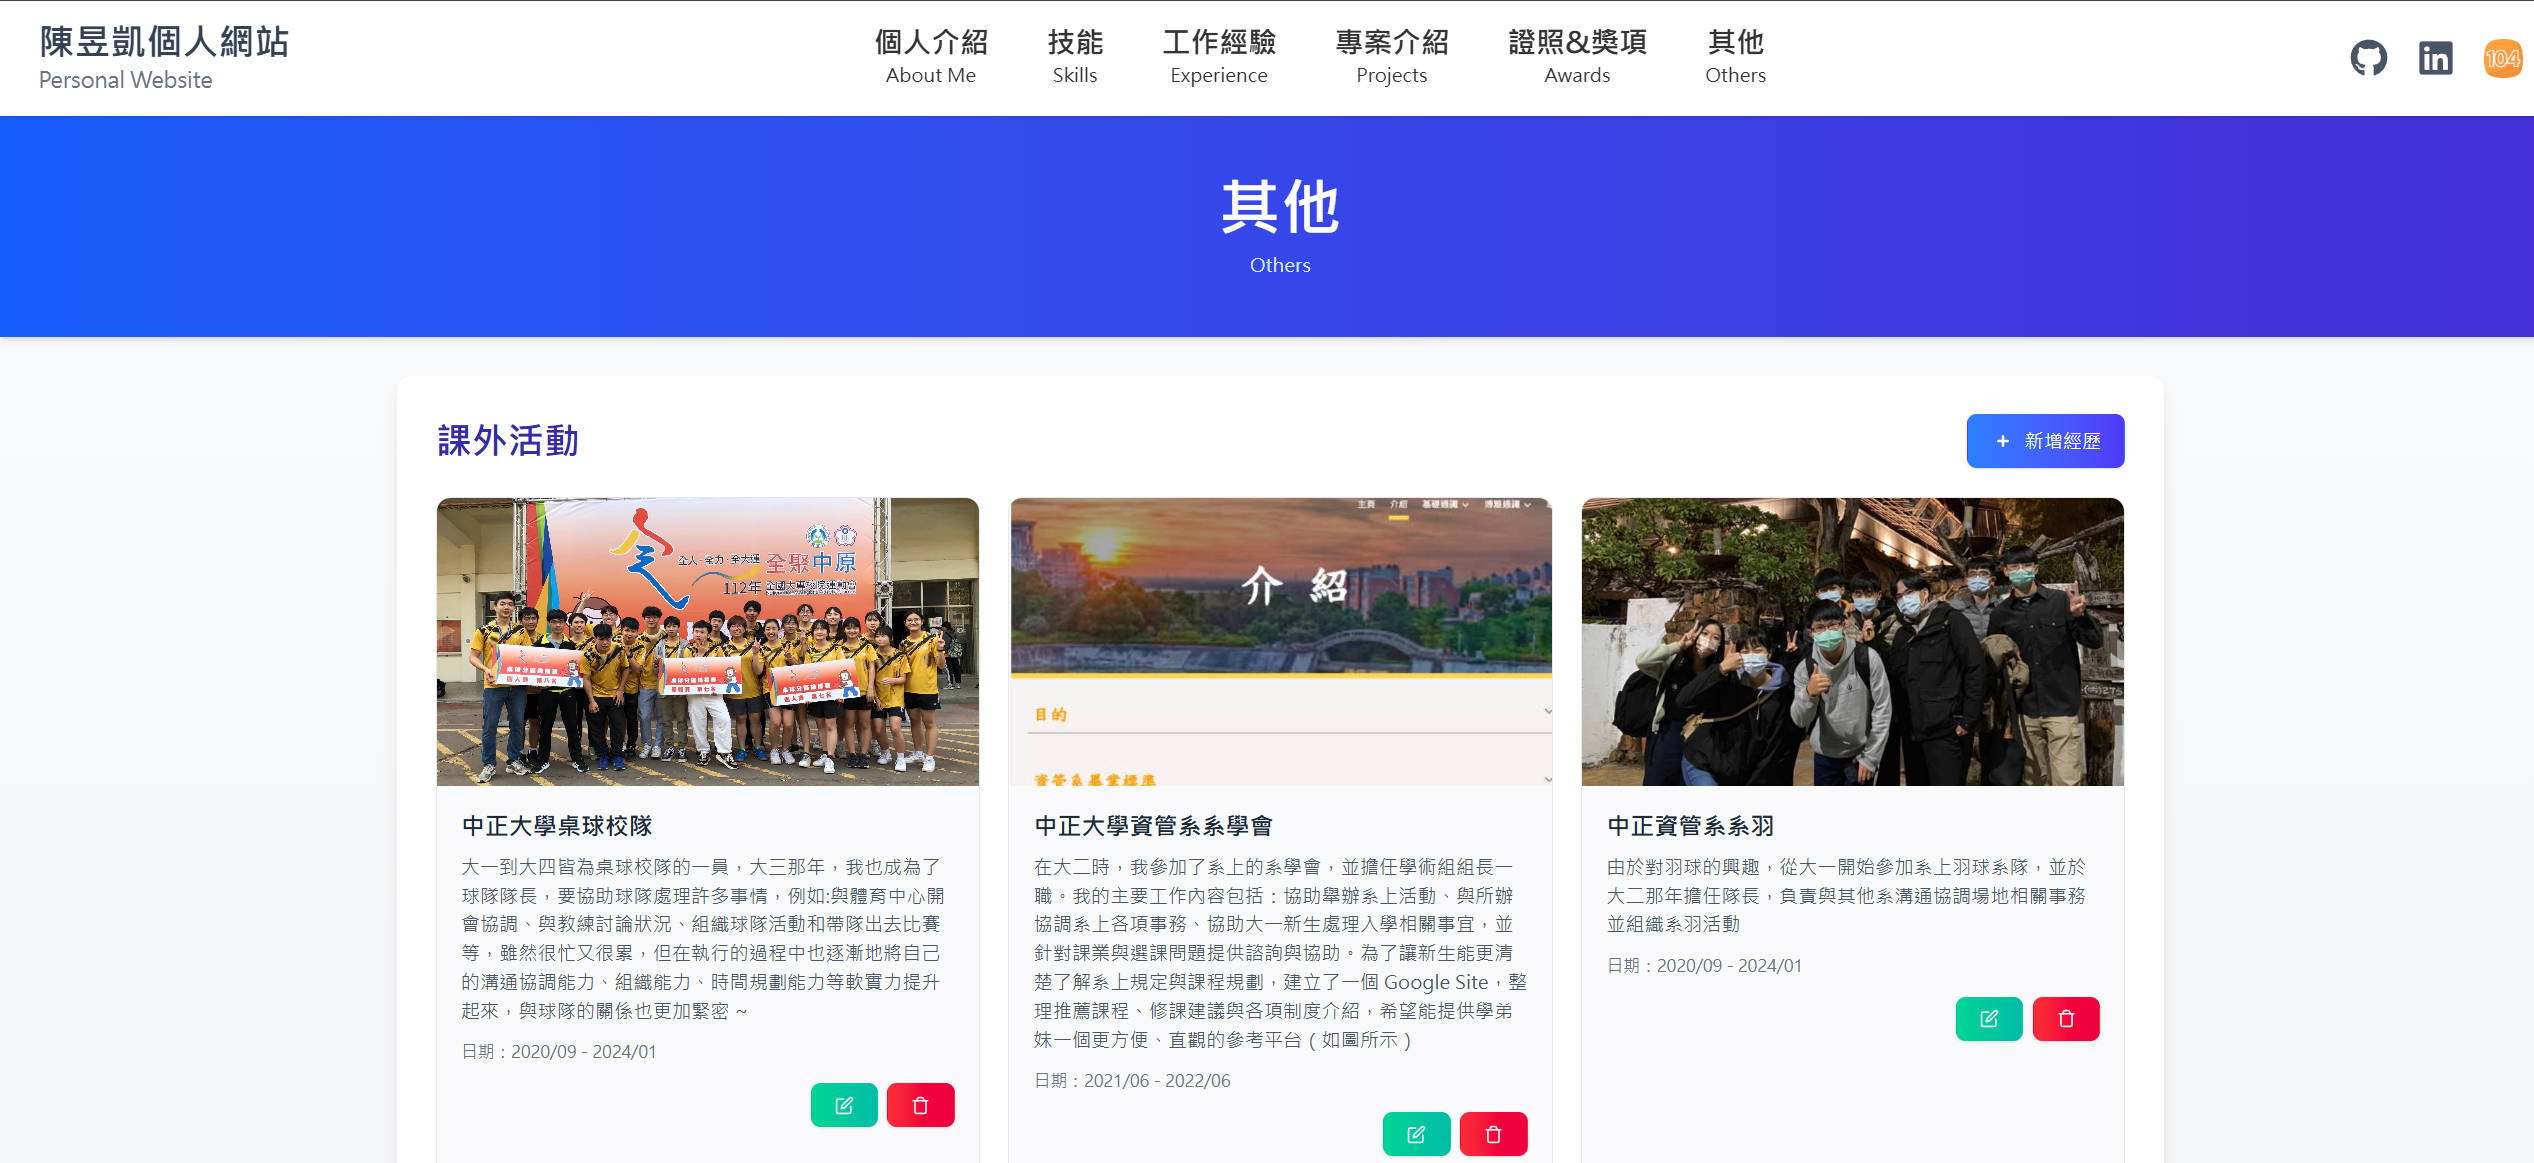 陳昱凱個人網站
Personal Website
個人介紹
About Me
技能
Skills
工作經驗
Experience
專案介紹
Projects
證照&獎項
Awards
其他
Others
104
其他
Others
課外活動
+ 新增經歷
全人·全力·全大運 全聚中原
112年 全國大專校院運動會
主頁 介紹 基礎通識 博雅通識
介 紹
目的
資管系畢業標準
中正大學桌球校隊
大一到大四皆為桌球校隊的一員，大三那年，我也成為了
球隊隊長，要協助球隊處理許多事情，例如:與體育中心開
會協調、與教練討論狀況、組織球隊活動和帶隊出去比賽
等，雖然很忙又很累，但在執行的過程中也逐漸地將自己
的溝通協調能力、組織能力、時間規劃能力等軟實力提升
起來，與球隊的關係也更加緊密 ~
日期：2020/09 - 2024/01
中正大學資管系系學會
在大二時，我參加了系上的系學會，並擔任學術組組長一
職。我的主要工作內容包括：協助舉辦系上活動、與所辦
協調系上各項事務、協助大一新生處理入學相關事宜，並
針對課業與選課問題提供諮詢與協助。為了讓新生能更清
楚了解系上規定與課程規劃，建立了一個 Google Site，整
理推薦課程、修課建議與各項制度介紹，希望能提供學弟
妹一個更方便、直觀的參考平台（如圖所示）
日期：2021/06 - 2022/06
中正資管系系羽
由於對羽球的興趣，從大一開始參加系上羽球系隊，並於
大二那年擔任隊長，負責與其他系溝通協調場地相關事務
並組織系羽活動
日期：2020/09 - 2024/01